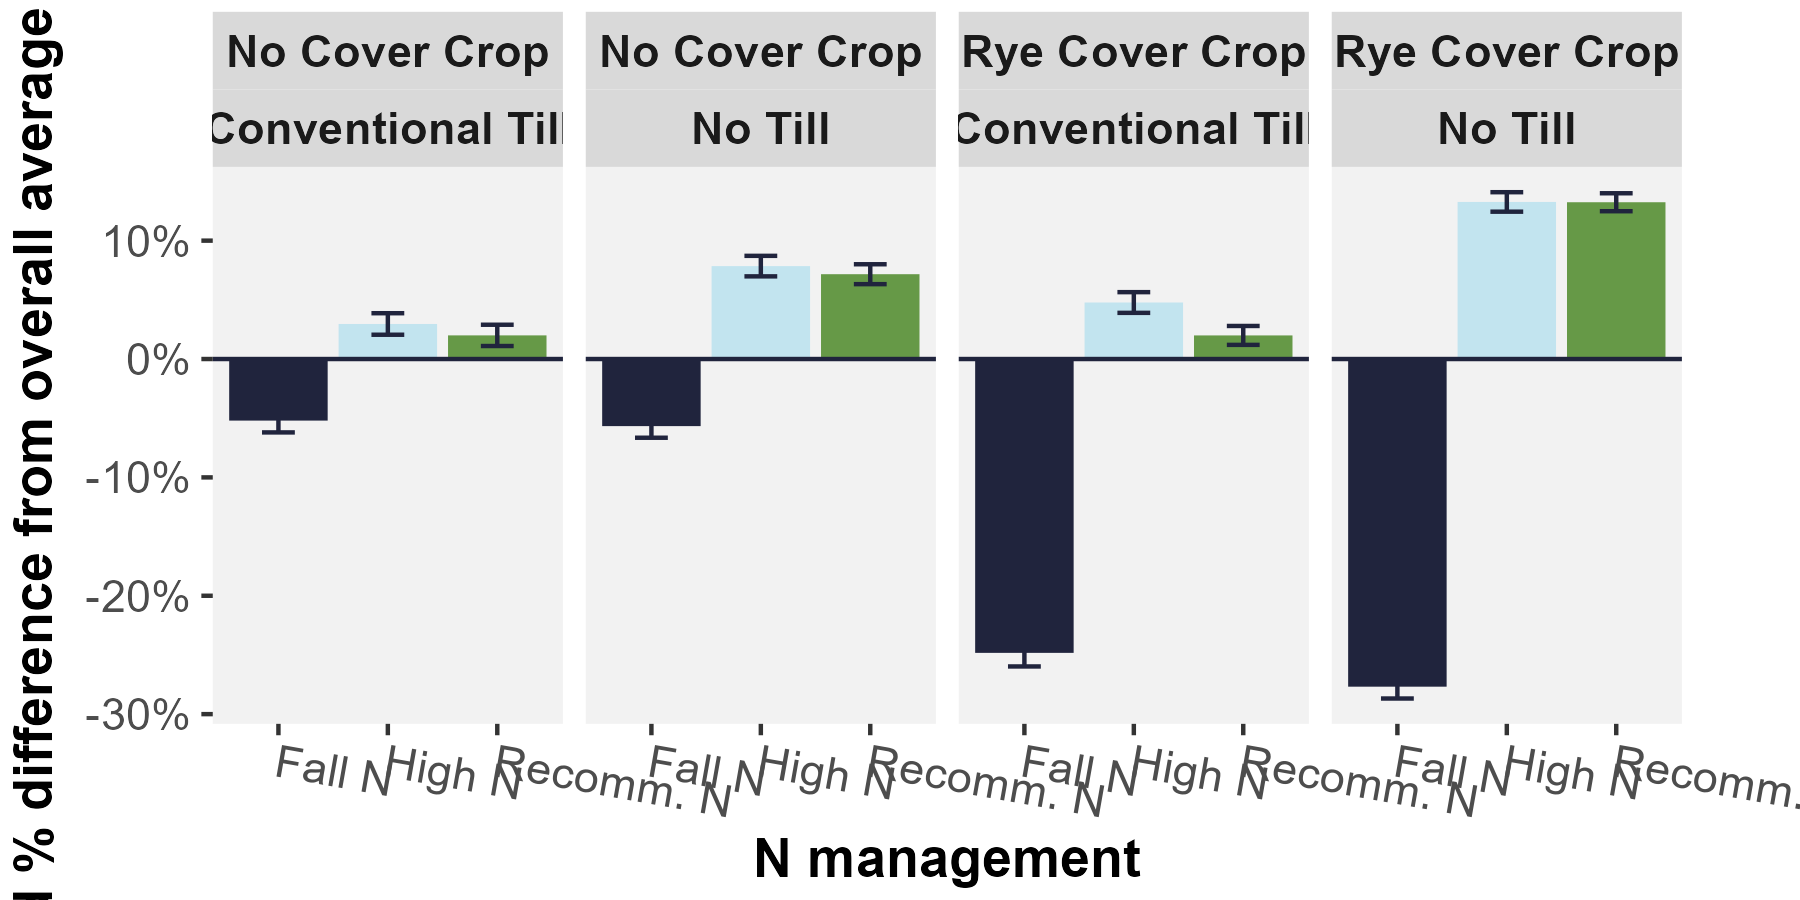 No Cover Crop
No Cover Crop
Rye Cover Crop
Rye Cover Crop
Conventional Till
No Till
Conventional Till
No Till
% difference from overall average
10%
0%
-10%
-20%
-30%
Fall N
High N
Recomm. N
Fall N
High N
Recomm. N
Fall N
High N
Recomm. N
Fall N
High N
Recomm.
N management